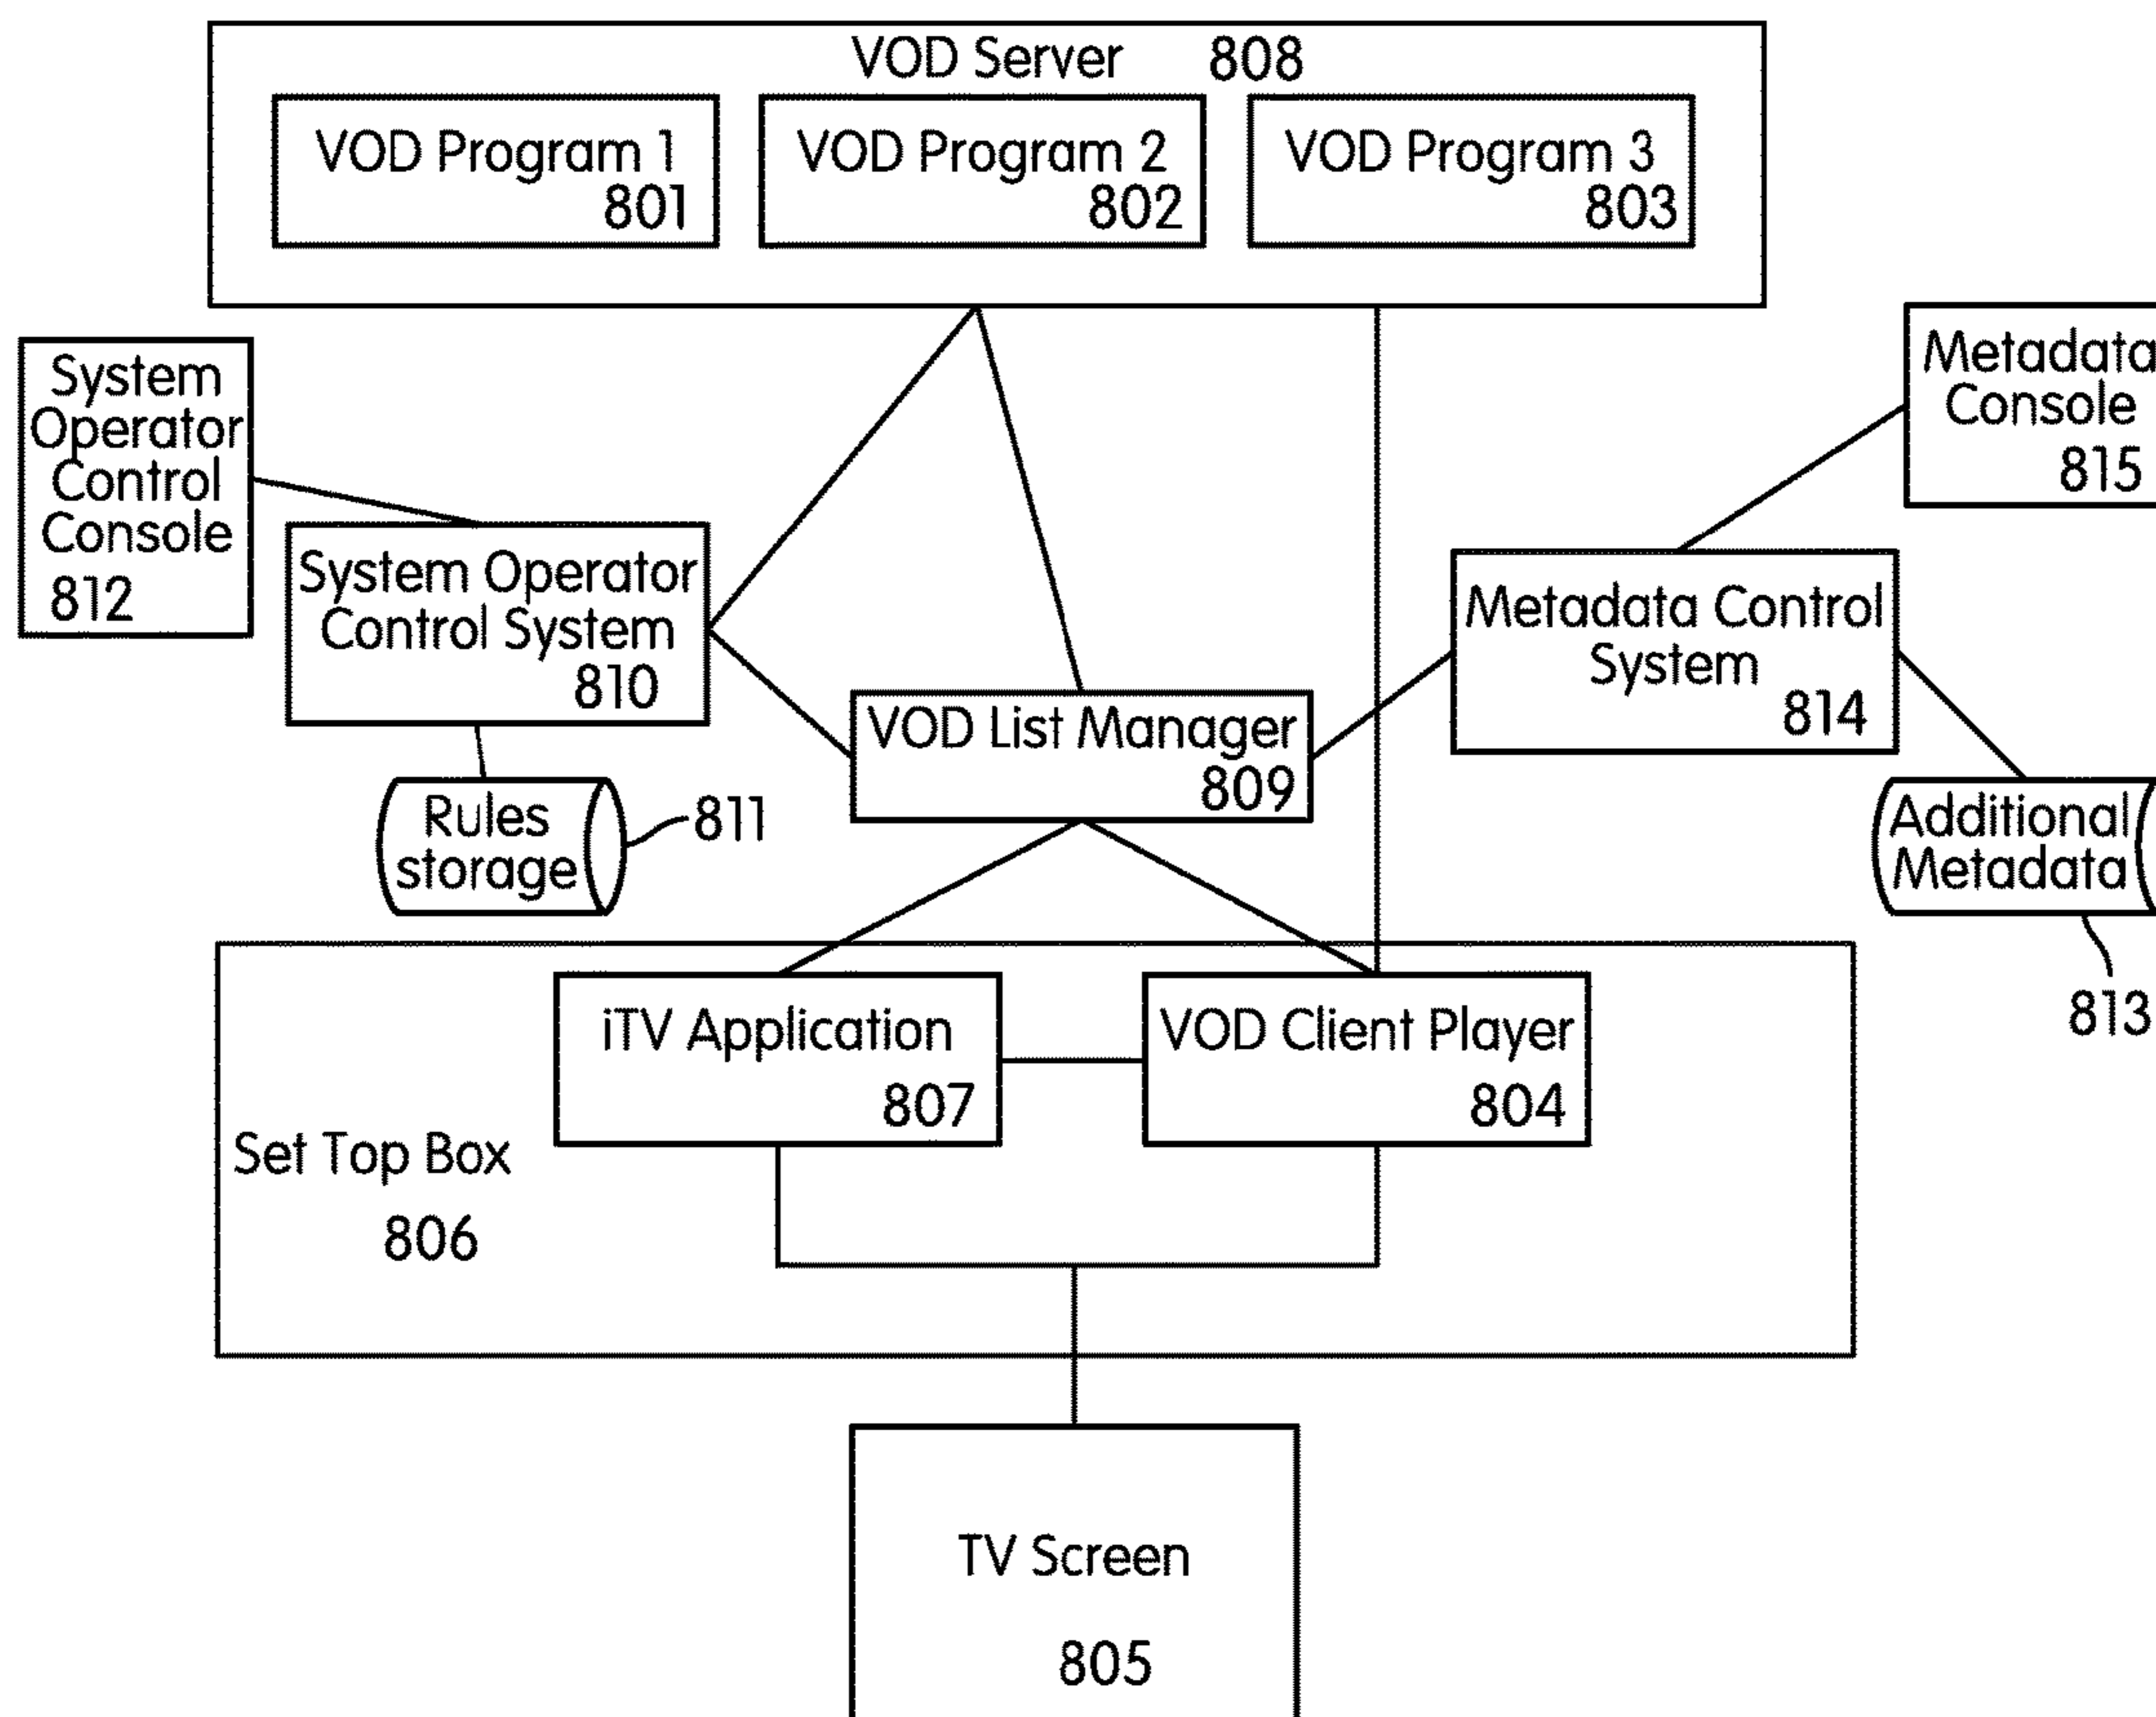 VOD Server 808
VOD Program 1
801
VOD Program 2
802
VOD Program 3
803
System
Operator
Control
Console
812
System Operator
Control System
810
Rules
storage
811
VOD List Manager
809
Metadata
Console
815
Metadata Control
System
814
Additional
Metadata
813
iTV Application
807
VOD Client Player
804
Set Top Box
806
TV Screen
805